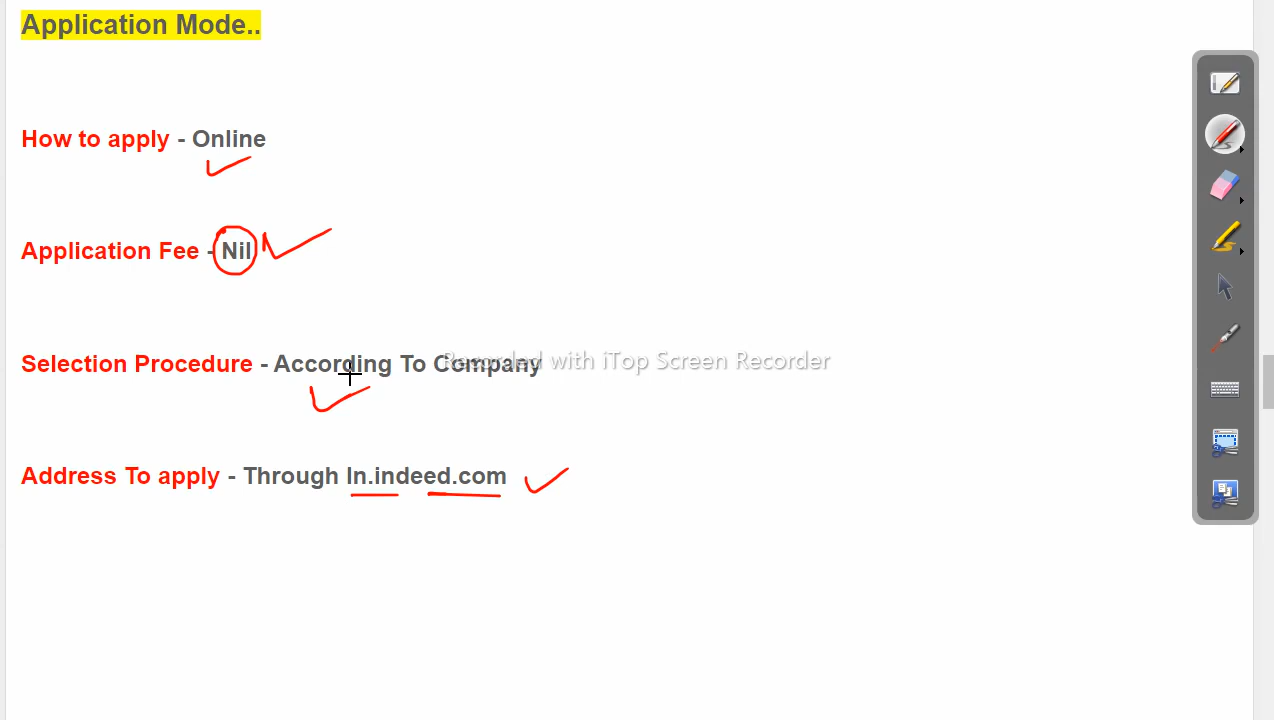 Application Mode..
How to apply - Online
Application Fee - Nil
Selection Procedure - According To Company
Recorded with iTop Screen Recorder
Address To apply - Through In.indeed.com